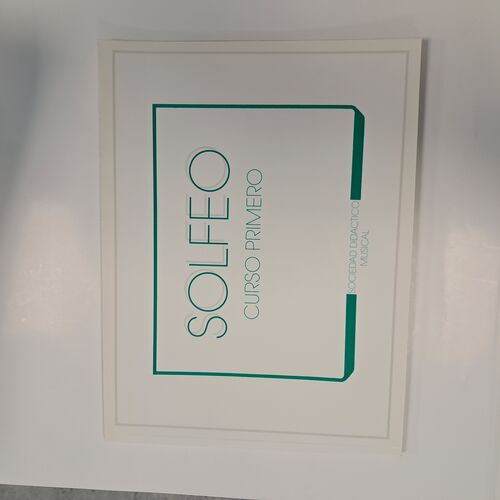 SOLFEO
CURSO PRIMERO
SOCIEDAD DIDACTICO
MUSICAL